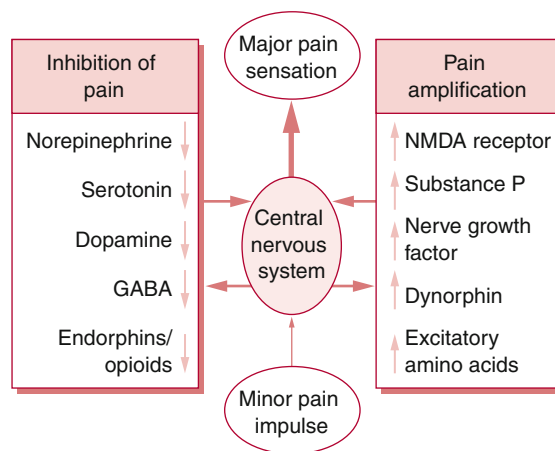 Inhibition of
pain
Norepinephrine
Serotonin
Dopamine
GABA
Endorphins/
opioids
Major pain
sensation
Central
nervous
system
Minor pain
impulse
Pain
amplification
NMDA receptor
Substance P
Nerve growth
factor
Dynorphin
Excitatory
amino acids